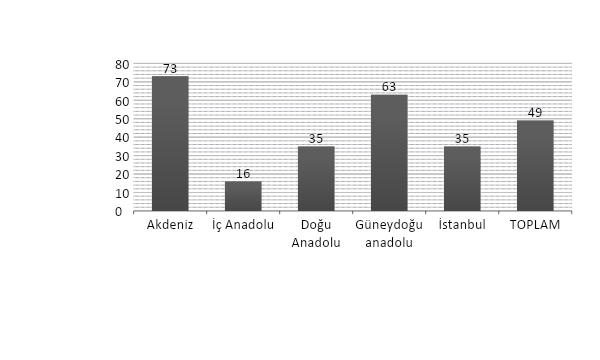 80
70
60
50
40
30
20
10
0
73
16
35
63
35
49
Akdeniz
İç Anadolu
Doğu
Anadolu
Güneydoğu
anadolu
İstanbul
TOPLAM